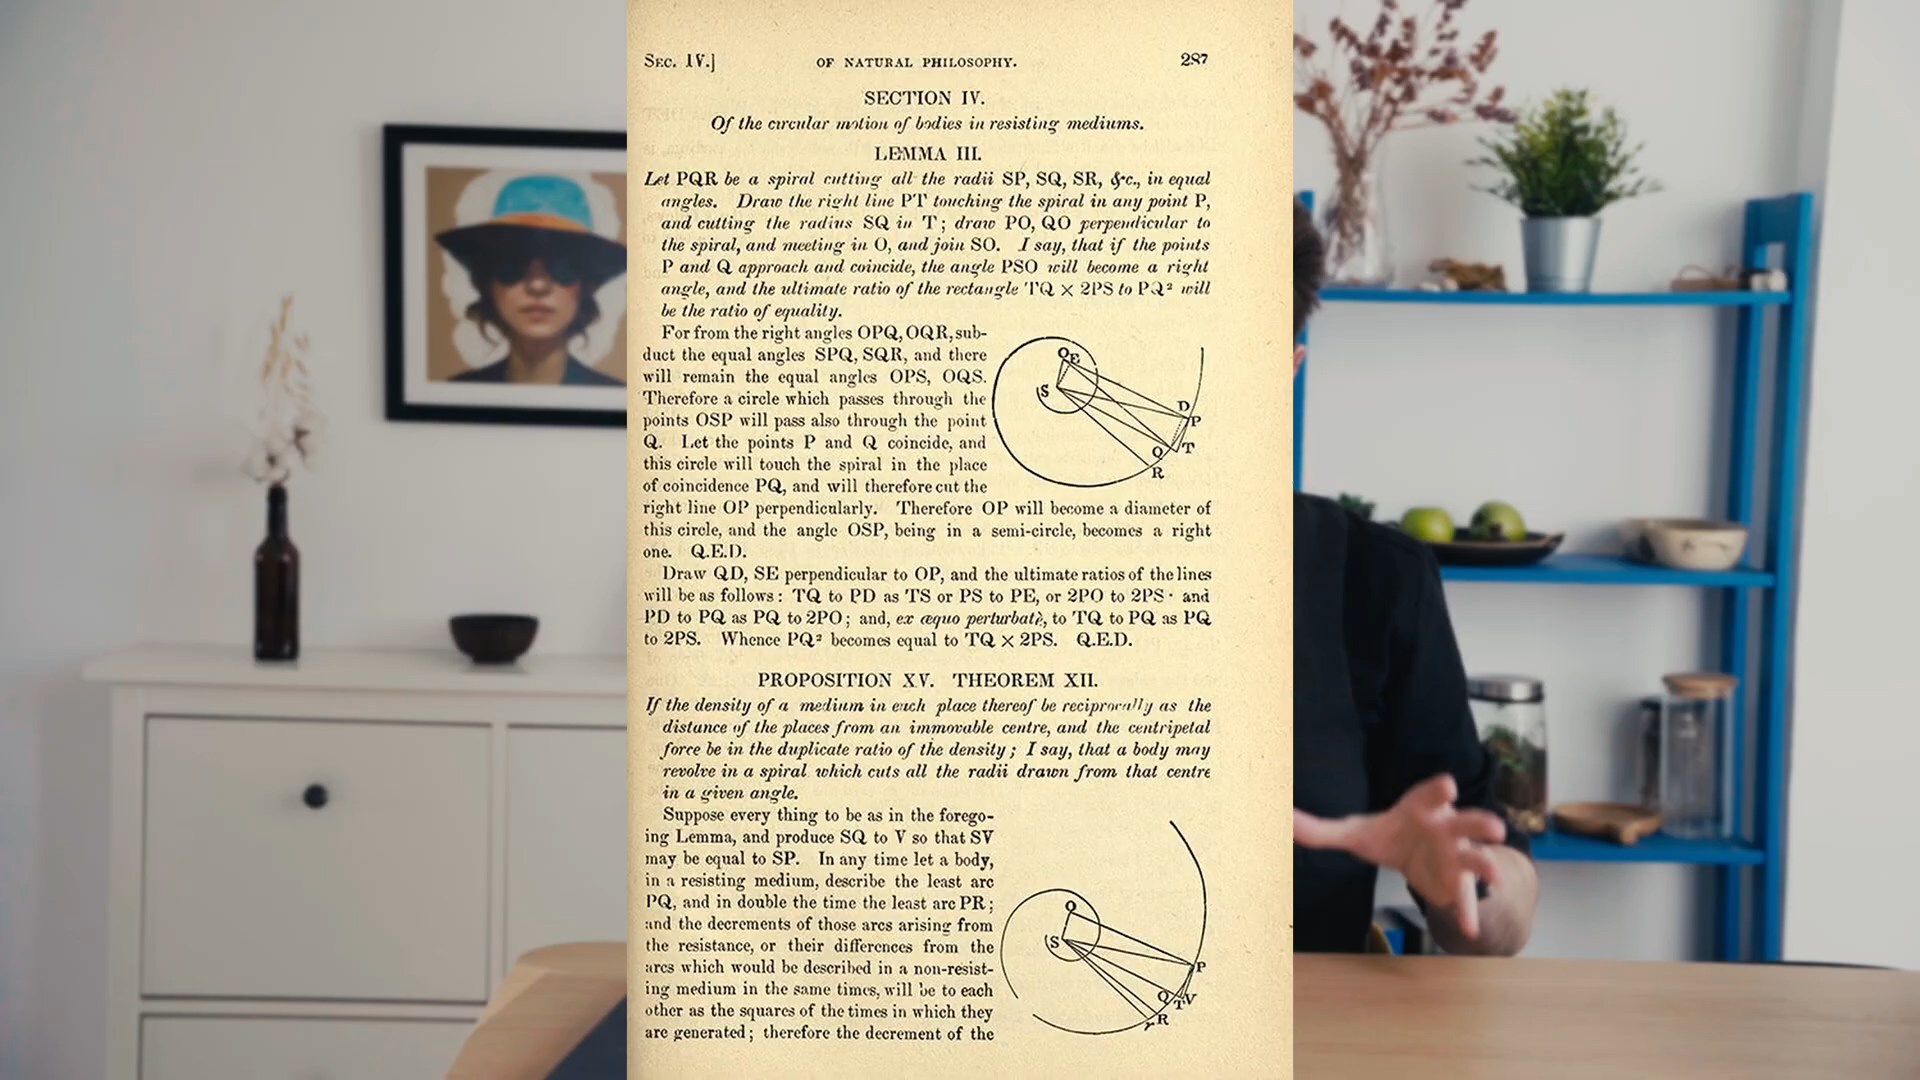 SEC. IV.] OF NATURAL PHILOSOPHY. 287
SECTION IV.
Of the circular motion of bodies in resisting mediums.
LEMMA III.
Let PQR be a spiral cutting all the radii SP, SQ, SR, &c., in equal
angles. Draw the right line PT touching the spiral in any point P,
and cutting the radius SQ in T; draw PO, QO perpendicular to
the spiral, and meeting in O, and join SO. I say, that if the points
P and Q approach and coincide, the angle PSO will become a right
angle, and the ultimate ratio of the rectangle TQ × 2PS to PQ² will
be the ratio of equality.
For from the right angles OPQ, OQR, sub-
duct the equal angles SPQ, SQR, and there
will remain the equal angles OPS, OQS.
Therefore a circle which passes through the
points OSP will pass also through the point
Q. Let the points P and Q coincide, and
this circle will touch the spiral in the place
of coincidence PQ, and will therefore cut the
right line OP perpendicularly. Therefore OP will become a diameter of
this circle, and the angle OSP, being in a semi-circle, becomes a right
one. Q.E.D.
O E
S
D
P
Q T
R
Draw QD, SE perpendicular to OP, and the ultimate ratios of the lines
will be as follows: TQ to PD as TS or PS to PE, or 2PO to 2PS· and
PD to PQ as PQ to 2PO; and, ex æquo perturbatè, to TQ to PQ as PQ
to 2PS. Whence PQ² becomes equal to TQ × 2PS. Q.E.D.
PROPOSITION XV. THEOREM XII.
If the density of a medium in each place thereof be reciprocally as the
distance of the places from an immovable centre, and the centripetal
force be in the duplicate ratio of the density; I say, that a body may
revolve in a spiral which cuts all the radii drawn from that centre
in a given angle.
Suppose every thing to be as in the forego-
ing Lemma, and produce SQ to V so that SV
may be equal to SP. In any time let a body,
in a resisting medium, describe the least arc
PQ, and in double the time the least arc PR;
and the decrements of those arcs arising from
the resistance, or their differences from the
arcs which would be described in a non-resist-
ing medium in the same times, will be to each
other as the squares of the times in which they
are generated; therefore the decrement of the
O
S
P
Q T V
r R